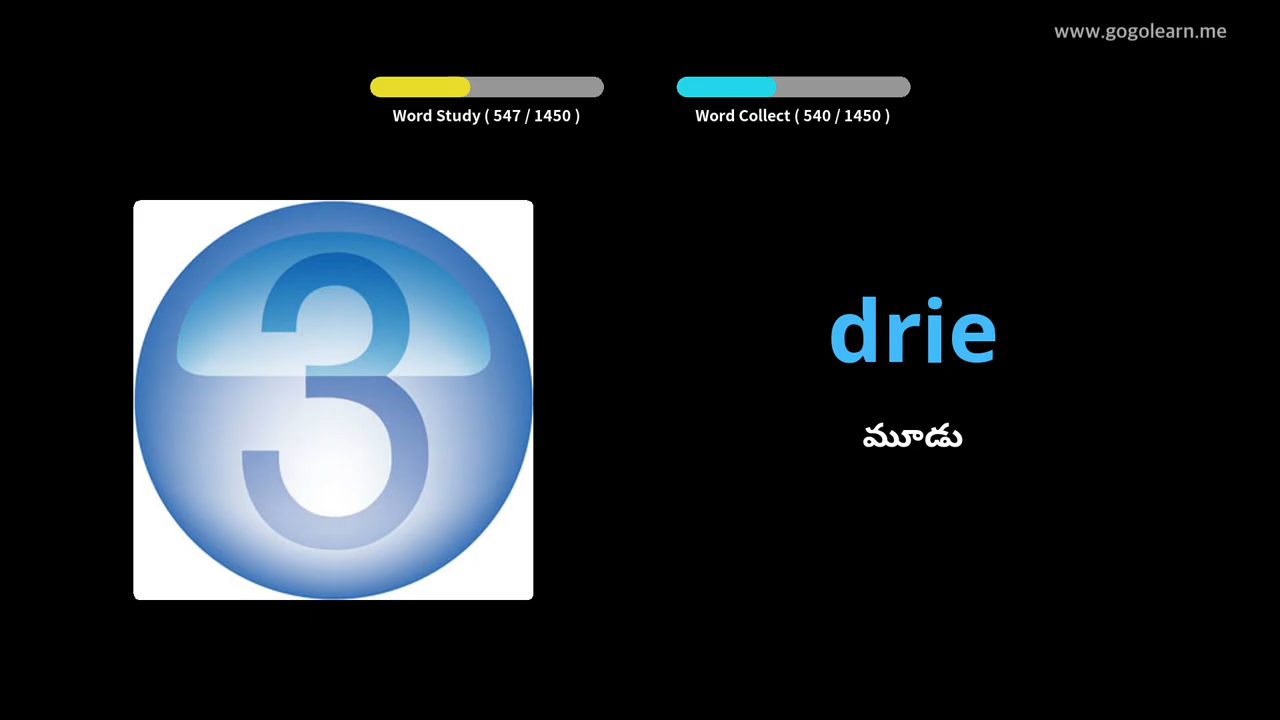 www.gogolearn.me
Word Study ( 547 / 1450 )
Word Collect ( 540 / 1450 )
3
drie
మూడు